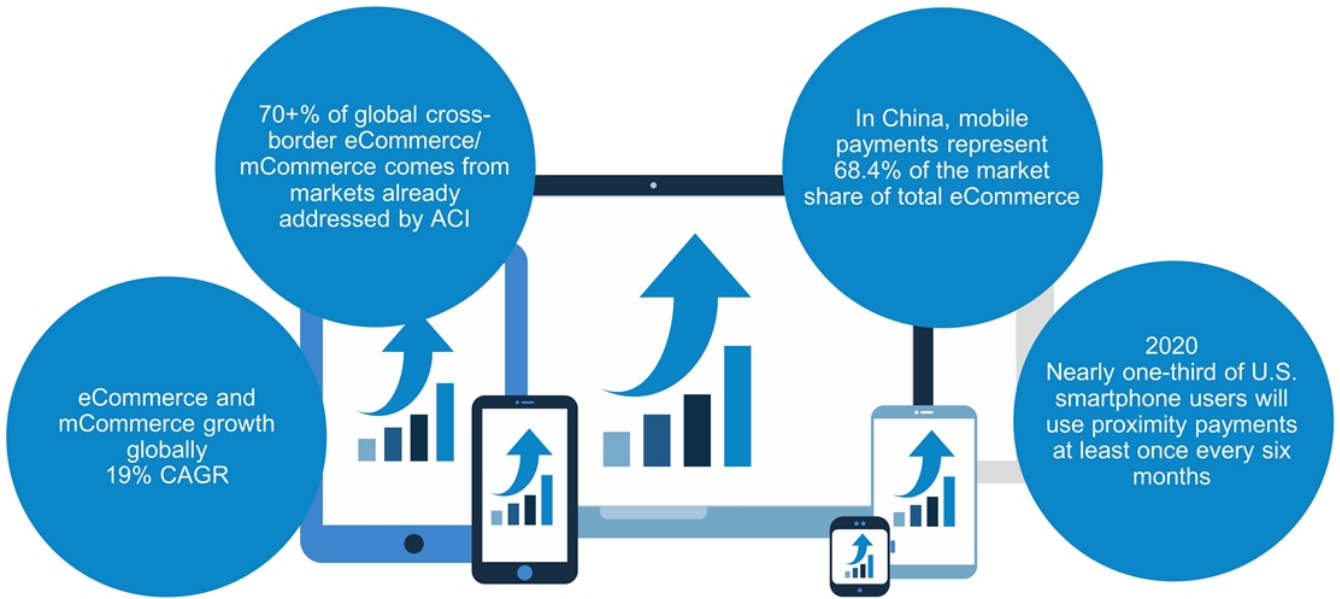 70+% of global cross-
border eCommerce/
mCommerce comes from
markets already
addressed by ACI
In China, mobile
payments represent
68.4% of the market
share of total eCommerce
eCommerce and
mCommerce growth
globally
19% CAGR
2020
Nearly one-third of U.S.
smartphone users will
use proximity payments
at least once every six
months